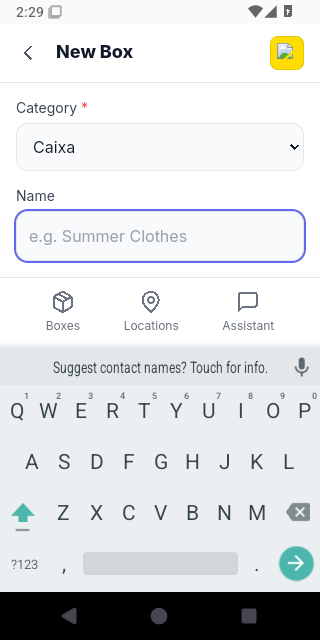 2:29
New Box
Category *
Caixa
Name
e.g. Summer Clothes
Boxes
Locations
Assistant
Suggest contact names? Touch for info.
1 2 3 4 5 6 7 8 9 0
Q W E R T Y U I O P
A S D F G H J K L
Z X C V B N M
?123 , .